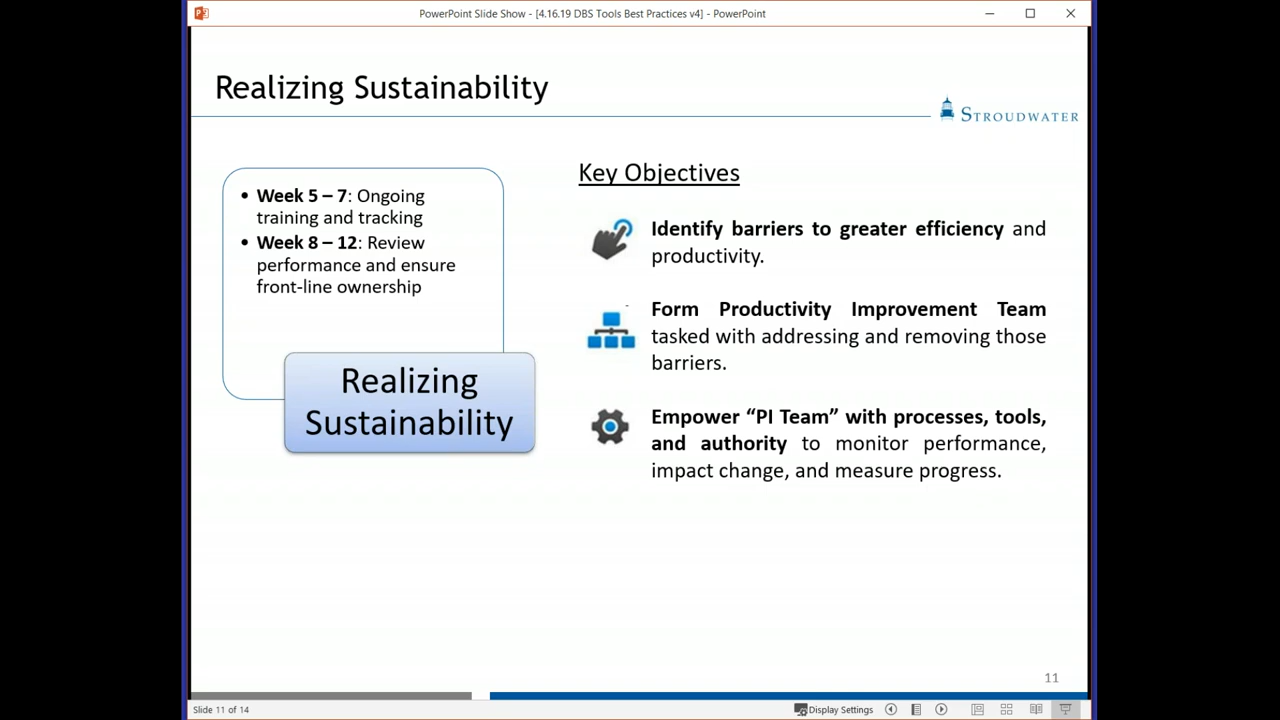 PowerPoint Slide Show - [4.16.19 DBS Tools Best Practices v4] - PowerPoint
Realizing Sustainability
STROUDWATER
• Week 5 – 7: Ongoing
training and tracking
• Week 8 – 12: Review
performance and ensure
front-line ownership
Realizing
Sustainability
Key Objectives
Identify barriers to greater efficiency and
productivity.
Form Productivity Improvement Team
tasked with addressing and removing those
barriers.
Empower “PI Team” with processes, tools,
and authority to monitor performance,
impact change, and measure progress.
11
Slide 11 of 14
Display Settings